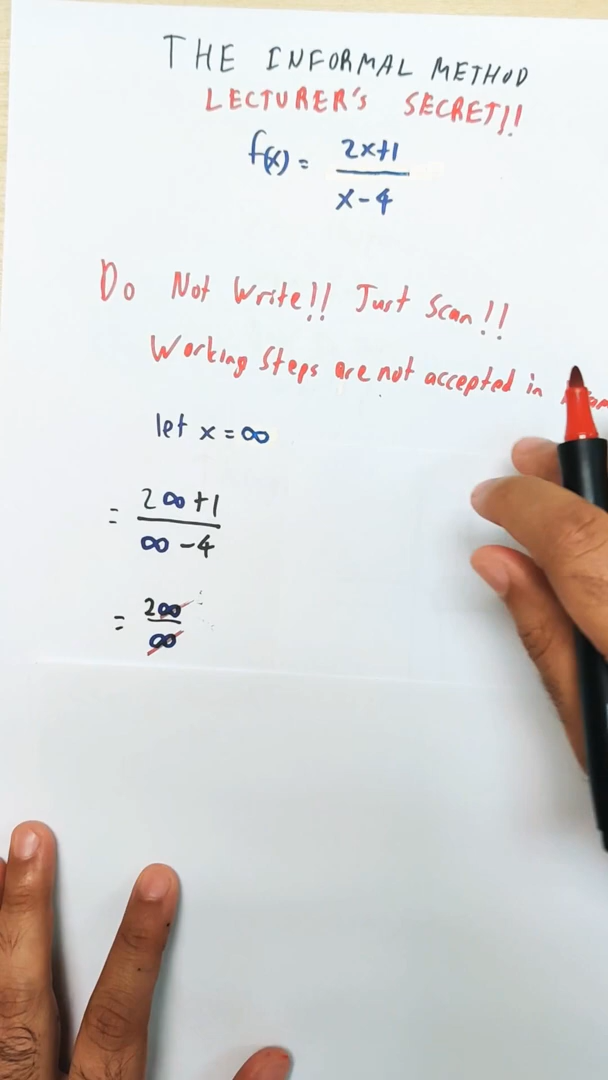 THE INFORMAL METHOD
LECTURER'S SECRET!!
f(x) = 2x+1
x-4
Do Not Write!! Just Scan!!
Working Steps are not accepted in
let x = ∞
= 2∞+1
∞-4
= 2∞
∞